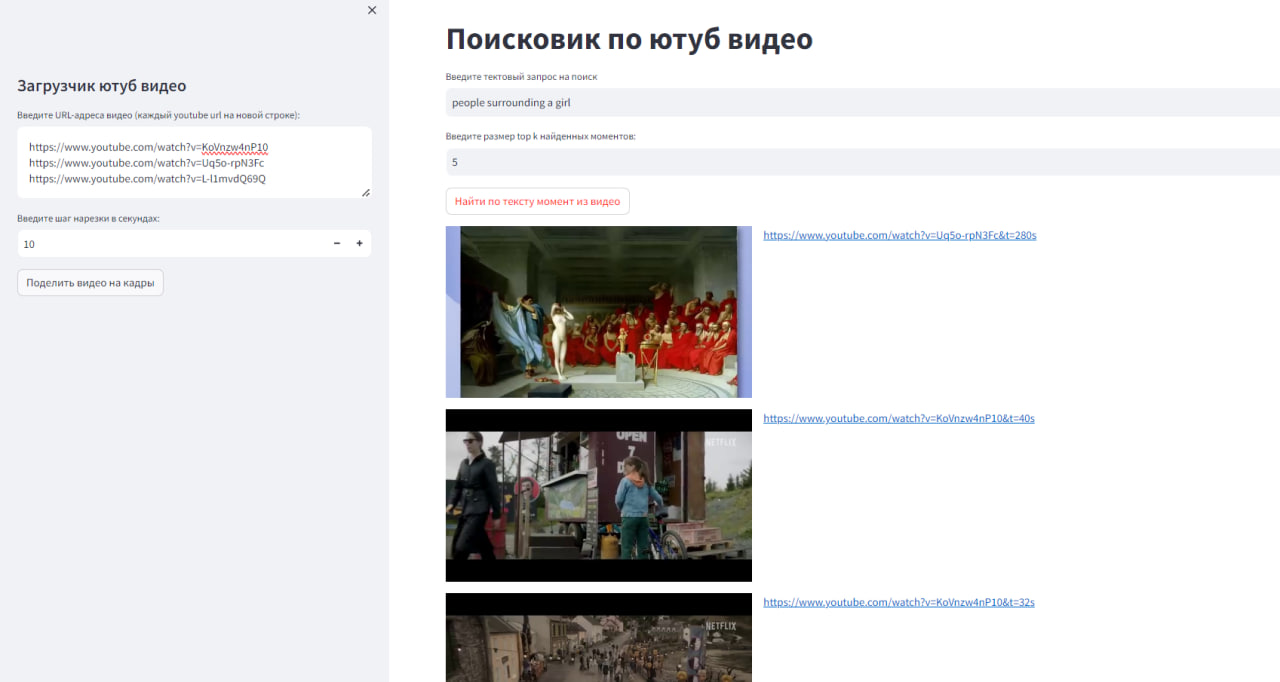 Загрузчик ютуб видео
Введите URL-адреса видео (каждый youtube url на новой строке):
https://www.youtube.com/watch?v=KoVnzw4nP10
https://www.youtube.com/watch?v=Uq5o-rpN3Fc
https://www.youtube.com/watch?v=L-l1mvdQ69Q
Введите шаг нарезки в секундах:
10
Поделить видео на кадры
Поисковик по ютуб видео
Введите тектовый запрос на поиск
people surrounding a girl
Введите размер top k найденных моментов:
5
Найти по тексту момент из видео
https://www.youtube.com/watch?v=Uq5o-rpN3Fc&t=280s
https://www.youtube.com/watch?v=KoVnzw4nP10&t=40s
OPEN
7
NETFLIX
https://www.youtube.com/watch?v=KoVnzw4nP10&t=32s
NETFLIX